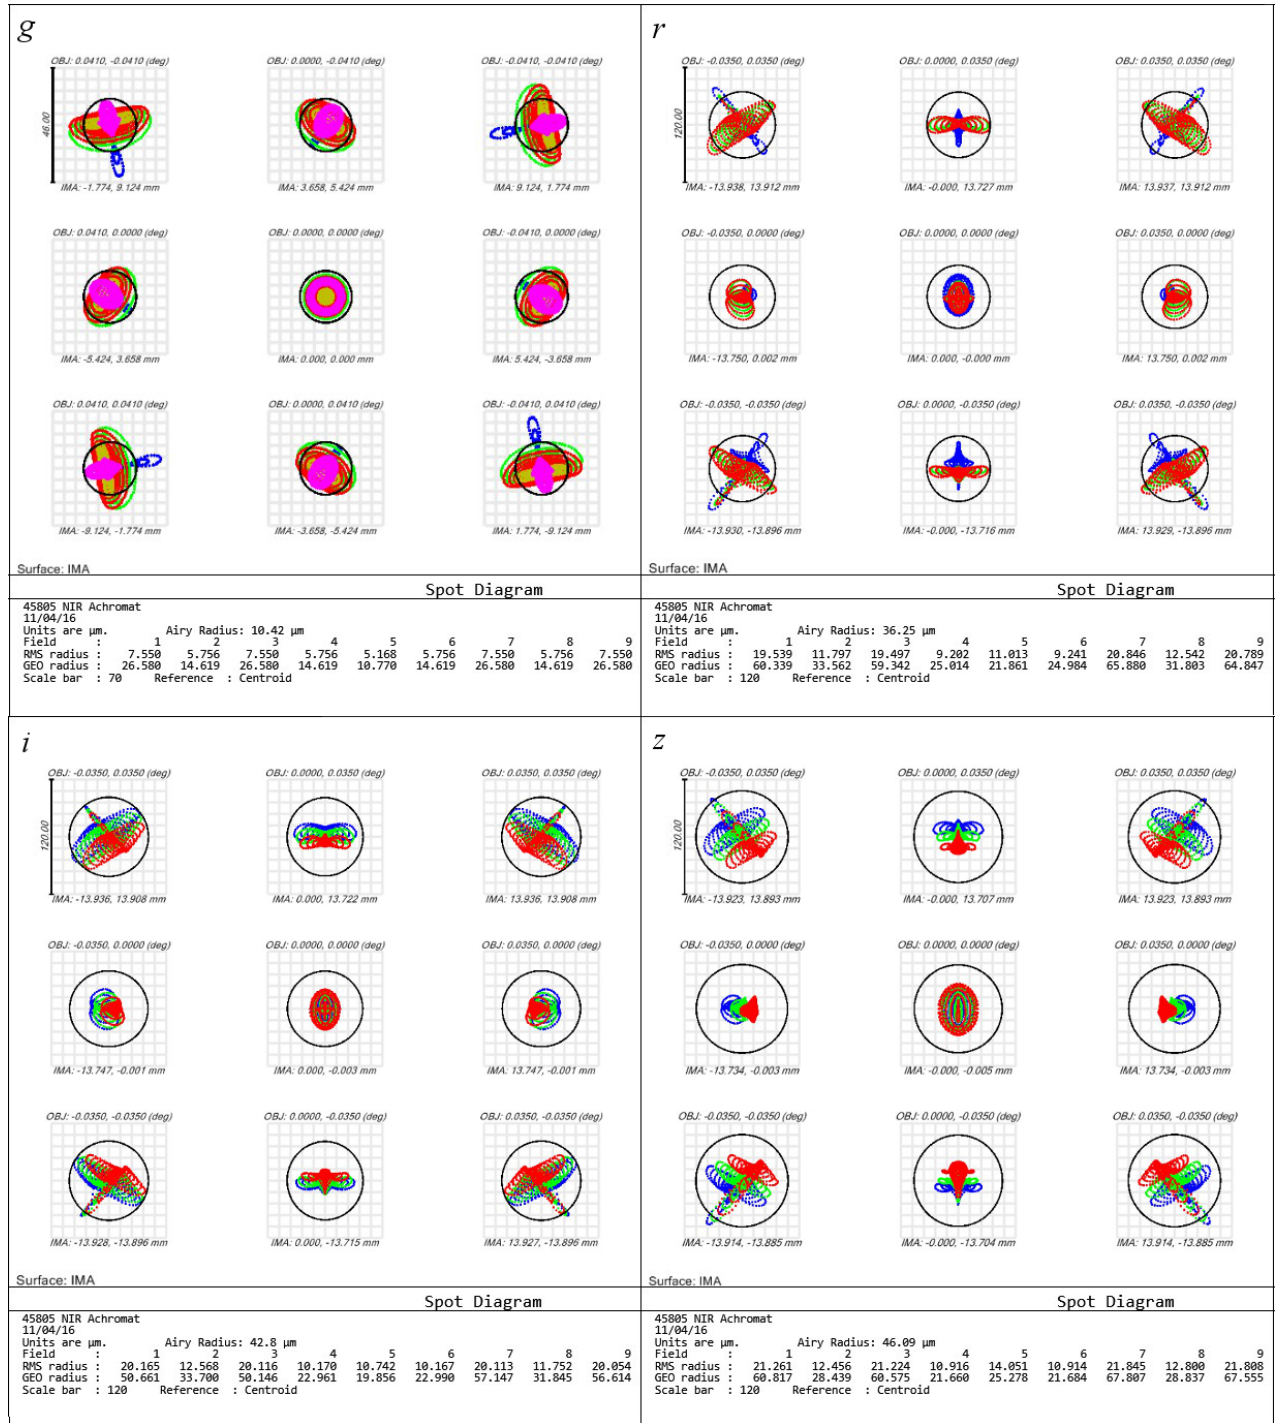 g
OBJ: 0.0410, -0.0410 (deg)
OBJ: 0.0000, -0.0410 (deg)
OBJ: -0.0410, -0.0410 (deg)
46.00
IMA: -1.774, 9.124 mm
IMA: 3.658, 5.424 mm
IMA: 9.124, 1.774 mm
OBJ: 0.0410, 0.0000 (deg)
OBJ: 0.0000, 0.0000 (deg)
OBJ: -0.0410, 0.0000 (deg)
IMA: -5.424, 3.658 mm
IMA: 0.000, 0.000 mm
IMA: 5.424, -3.658 mm
OBJ: 0.0410, 0.0410 (deg)
OBJ: 0.0000, 0.0410 (deg)
OBJ: -0.0410, 0.0410 (deg)
IMA: -9.124, -1.774 mm
IMA: -3.658, -5.424 mm
IMA: 1.774, -9.124 mm
Surface: IMA
Spot Diagram
45805 NIR Achromat
11/04/16
Units are µm. Airy Radius: 10.42 µm
Field : 1 2 3 4 5 6 7 8 9
RMS radius : 7.550 5.756 7.550 5.756 5.168 5.756 7.550 5.756 7.550
GEO radius : 26.580 14.619 26.580 14.619 10.770 14.619 26.580 14.619 26.580
Scale bar : 70 Reference : Centroid
r
OBJ: -0.0350, 0.0350 (deg)
OBJ: 0.0000, 0.0350 (deg)
OBJ: 0.0350, 0.0350 (deg)
120.00
IMA: -13.938, 13.912 mm
IMA: -0.000, 13.727 mm
IMA: 13.937, 13.912 mm
OBJ: -0.0350, 0.0000 (deg)
OBJ: 0.0000, 0.0000 (deg)
OBJ: 0.0350, 0.0000 (deg)
IMA: -13.750, 0.002 mm
IMA: 0.000, -0.000 mm
IMA: 13.750, 0.002 mm
OBJ: -0.0350, -0.0350 (deg)
OBJ: 0.0000, -0.0350 (deg)
OBJ: 0.0350, -0.0350 (deg)
IMA: -13.930, -13.896 mm
IMA: -0.000, -13.716 mm
IMA: 13.929, -13.896 mm
Surface: IMA
Spot Diagram
45805 NIR Achromat
11/04/16
Units are µm. Airy Radius: 36.25 µm
Field : 1 2 3 4 5 6 7 8 9
RMS radius : 19.539 11.797 19.497 9.202 11.013 9.241 20.846 12.542 20.789
GEO radius : 60.339 33.562 59.342 25.014 21.861 24.984 65.880 31.803 64.847
Scale bar : 120 Reference : Centroid
i
OBJ: -0.0350, 0.0350 (deg)
OBJ: 0.0000, 0.0350 (deg)
OBJ: 0.0350, 0.0350 (deg)
120.00
IMA: -13.936, 13.908 mm
IMA: 0.000, 13.722 mm
IMA: 13.936, 13.908 mm
OBJ: -0.0350, 0.0000 (deg)
OBJ: 0.0000, 0.0000 (deg)
OBJ: 0.0350, 0.0000 (deg)
IMA: -13.747, -0.001 mm
IMA: 0.000, -0.003 mm
IMA: 13.747, -0.001 mm
OBJ: -0.0350, -0.0350 (deg)
OBJ: 0.0000, -0.0350 (deg)
OBJ: 0.0350, -0.0350 (deg)
IMA: -13.928, -13.896 mm
IMA: 0.000, -13.715 mm
IMA: 13.927, -13.896 mm
Surface: IMA
Spot Diagram
45805 NIR Achromat
11/04/16
Units are µm. Airy Radius: 42.8 µm
Field : 1 2 3 4 5 6 7 8 9
RMS radius : 20.165 12.568 20.116 10.170 10.742 10.167 20.113 11.752 20.054
GEO radius : 50.661 33.700 50.146 22.961 19.856 22.990 57.147 31.845 56.614
Scale bar : 120 Reference : Centroid
z
OBJ: -0.0350, 0.0350 (deg)
OBJ: 0.0000, 0.0350 (deg)
OBJ: 0.0350, 0.0350 (deg)
120.00
IMA: -13.923, 13.893 mm
IMA: -0.000, 13.707 mm
IMA: 13.923, 13.893 mm
OBJ: -0.0350, 0.0000 (deg)
OBJ: 0.0000, 0.0000 (deg)
OBJ: 0.0350, 0.0000 (deg)
IMA: -13.734, -0.003 mm
IMA: -0.000, -0.005 mm
IMA: 13.734, -0.003 mm
OBJ: -0.0350, -0.0350 (deg)
OBJ: 0.0000, -0.0350 (deg)
OBJ: 0.0350, -0.0350 (deg)
IMA: -13.914, -13.885 mm
IMA: -0.000, -13.704 mm
IMA: 13.914, -13.885 mm
Surface: IMA
Spot Diagram
45805 NIR Achromat
11/04/16
Units are µm. Airy Radius: 46.09 µm
Field : 1 2 3 4 5 6 7 8 9
RMS radius : 21.261 12.456 21.224 10.916 14.051 10.914 21.845 12.800 21.808
GEO radius : 60.817 28.439 60.575 21.660 25.278 21.684 67.807 28.837 67.555
Scale bar : 120 Reference : Centroid